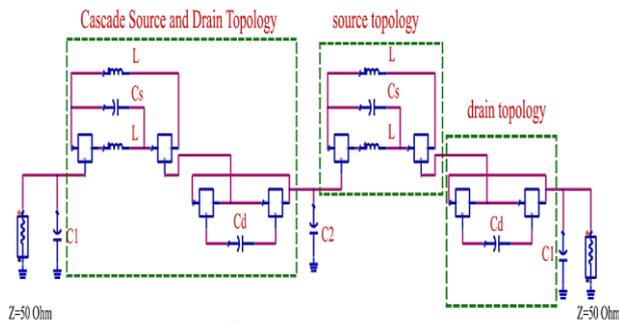 Cascade Source and Drain Topology
source topology
L
Cs
L
L
Cs
L
drain topology
Cd
Cd
C1
C2
C1
Z=50 Ohm
Z=50 Ohm